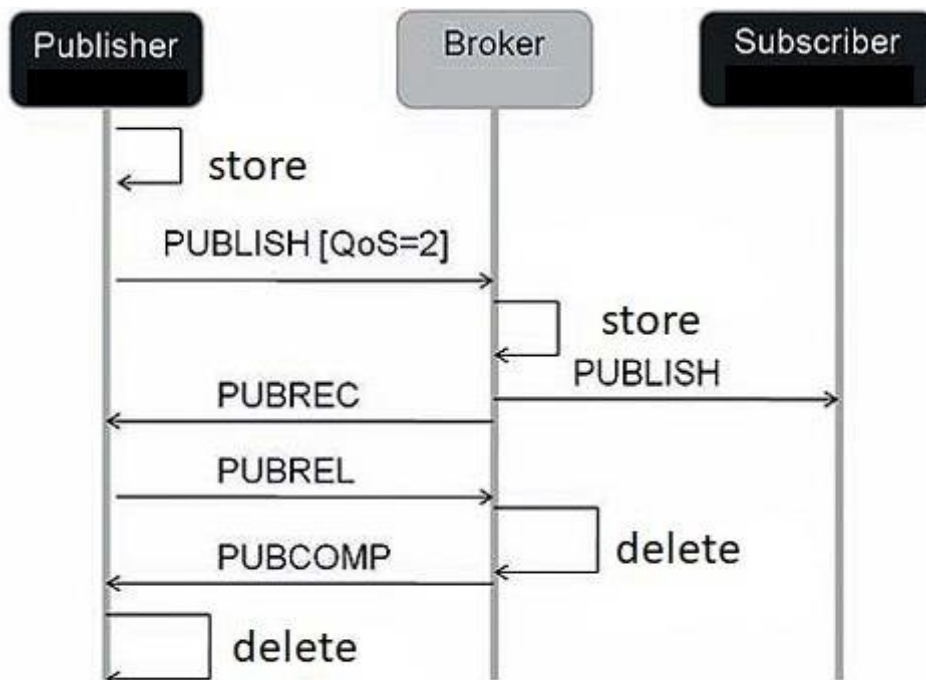 Publisher
Broker
Subscriber
store
PUBLISH [QoS=2]
store
PUBLISH
PUBREC
PUBREL
delete
PUBCOMP
delete